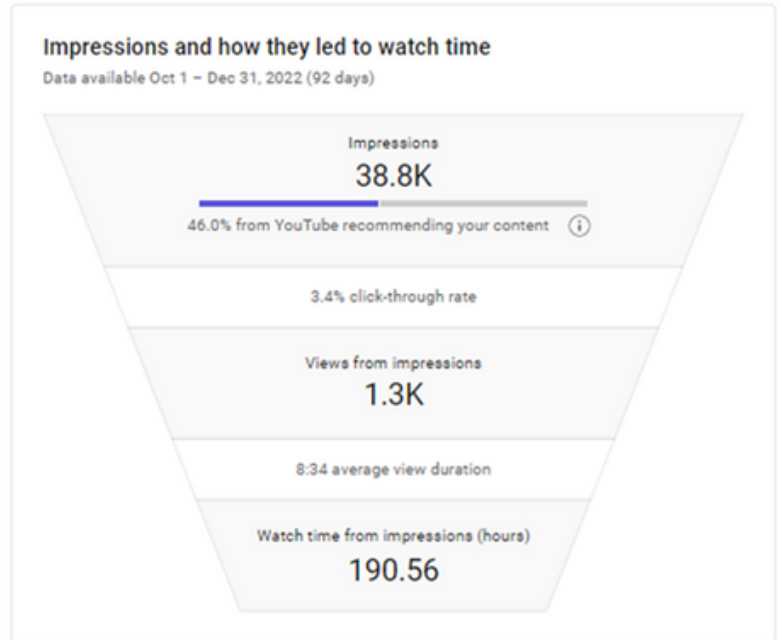 Impressions and how they led to watch time
Data available Oct 1 – Dec 31, 2022 (92 days)
Impressions
38.8K
46.0% from YouTube recommending your content
3.4% click-through rate
Views from impressions
1.3K
8:34 average view duration
Watch time from impressions (hours)
190.56